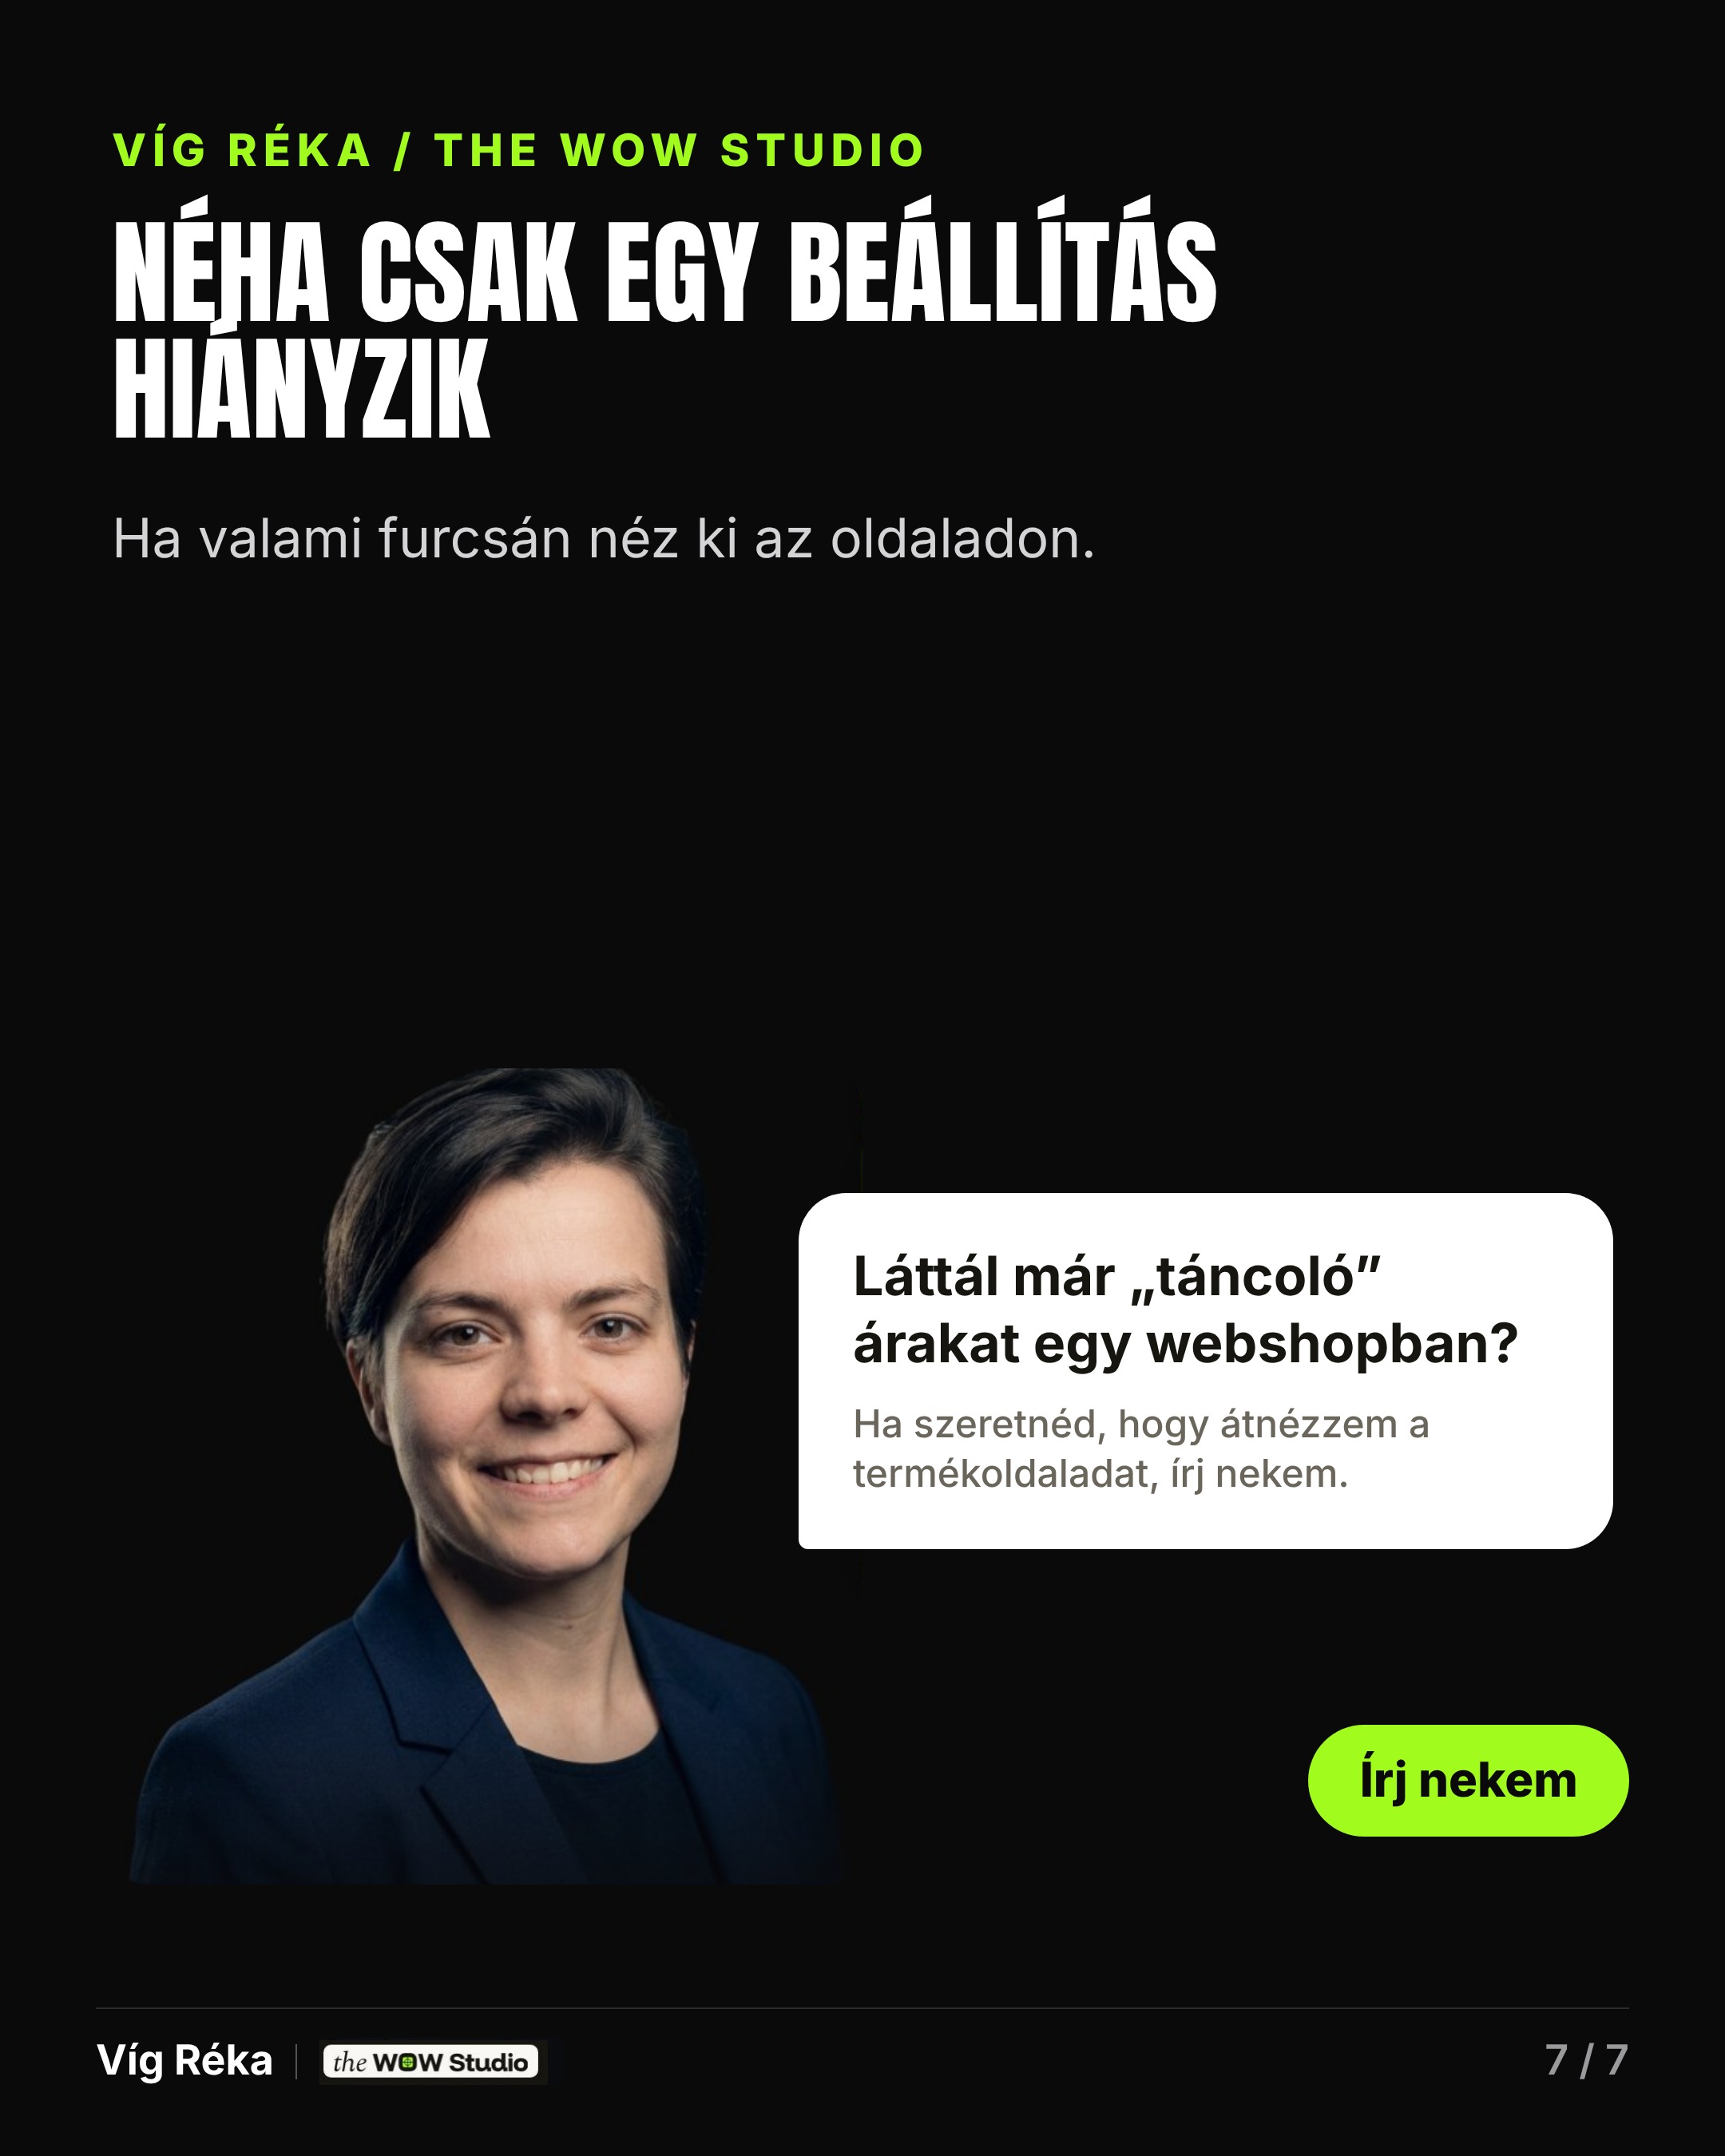 VÍG RÉKA / THE WOW STUDIO
NÉHA CSAK EGY BEÁLLÍTÁS
HIÁNYZIK
Ha valami furcsán néz ki az oldaladon.
Láttál már „táncoló”
árakat egy webshopban?
Ha szeretnéd, hogy átnézzem a
termékoldaladat, írj nekem.
Írj nekem
Víg Réka
the WOW Studio
7 / 7